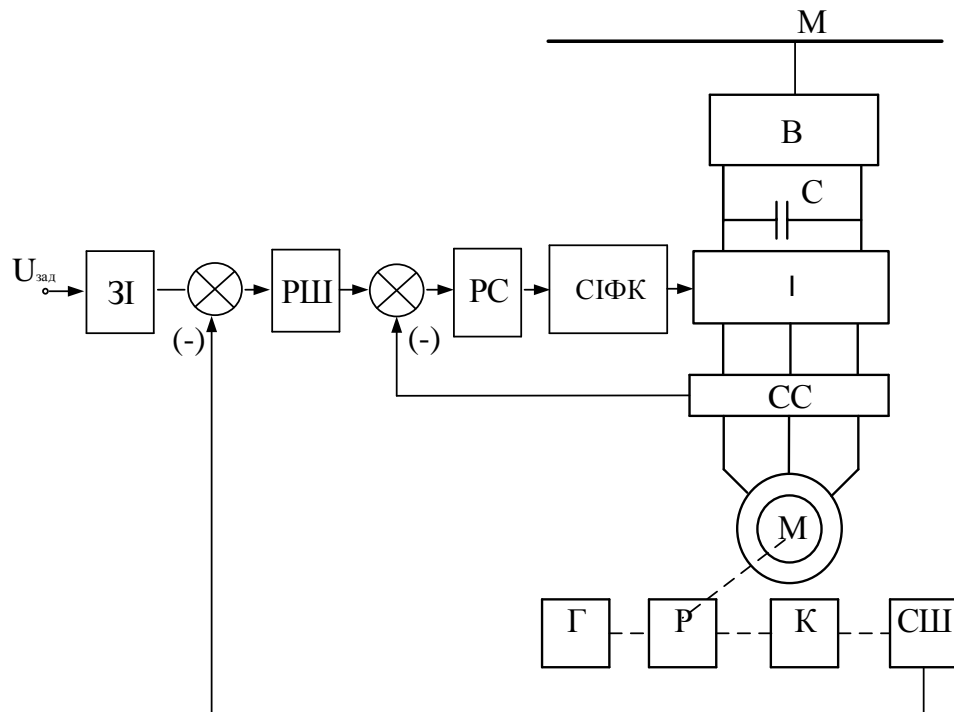 М
В
С
Uзад
ЗІ
РШ
РС
СІФК
І
(-)
(-)
СС
М
Г
Р
К
СШ